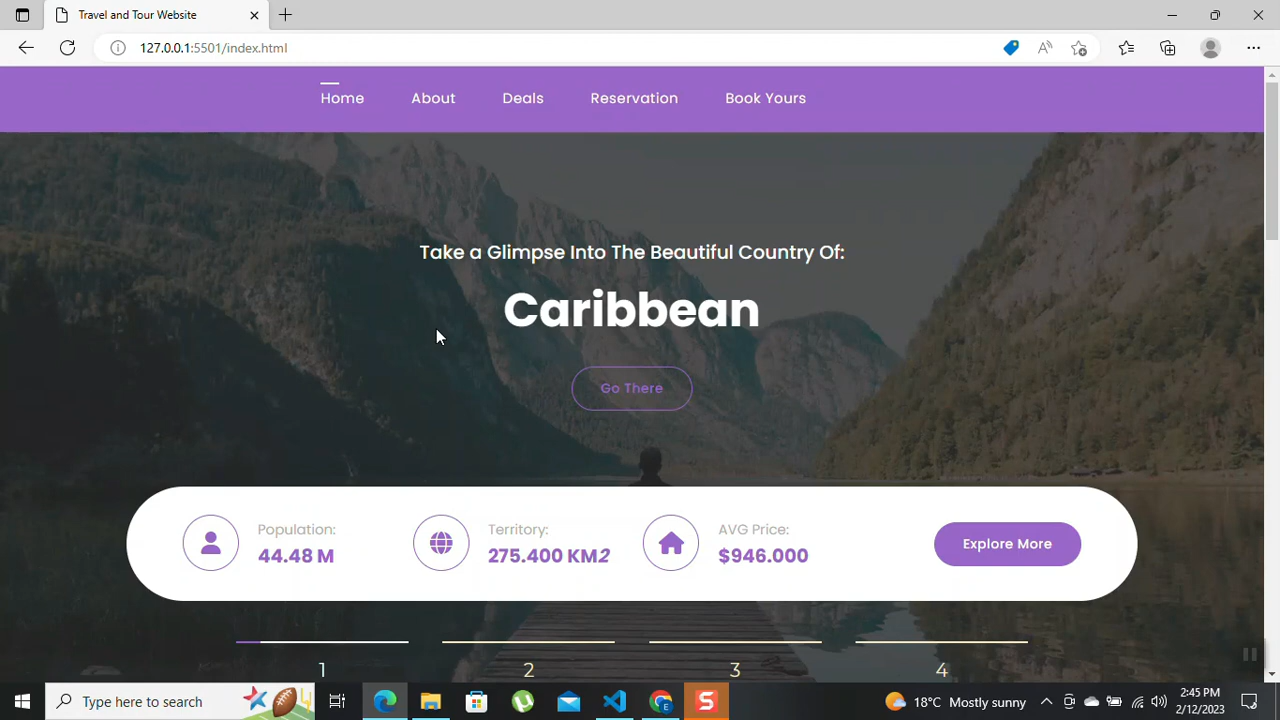 Travel and Tour Website
127.0.0.1:5501/index.html
Home About Deals Reservation Book Yours
Take a Glimpse Into The Beautiful Country Of:
Caribbean
Go There
Population:
44.48 M
Territory:
275.400 KM2
AVG Price:
$946.000
Explore More
1 2 3 4
Type here to search
18°C Mostly sunny
2:45 PM
2/12/2023